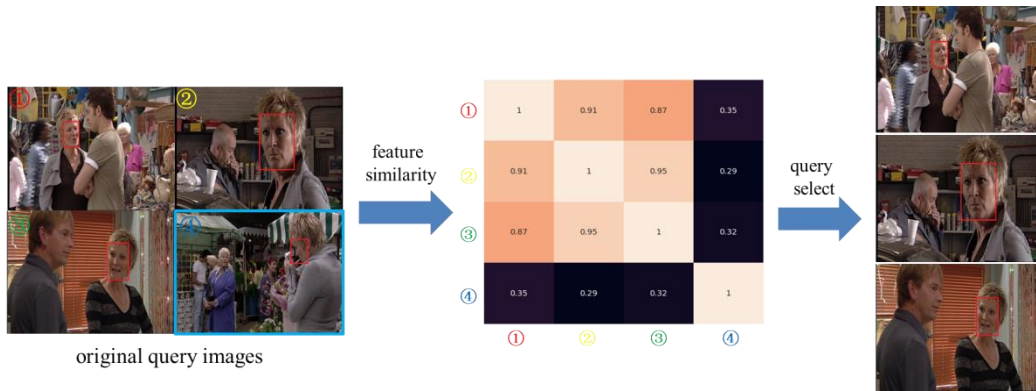 ① ②
③ ④
original query images
feature
similarity
① 1 0.91 0.87 0.35
② 0.91 1 0.95 0.29
③ 0.87 0.95 1 0.32
④ 0.35 0.29 0.32 1
① ② ③ ④
query
select